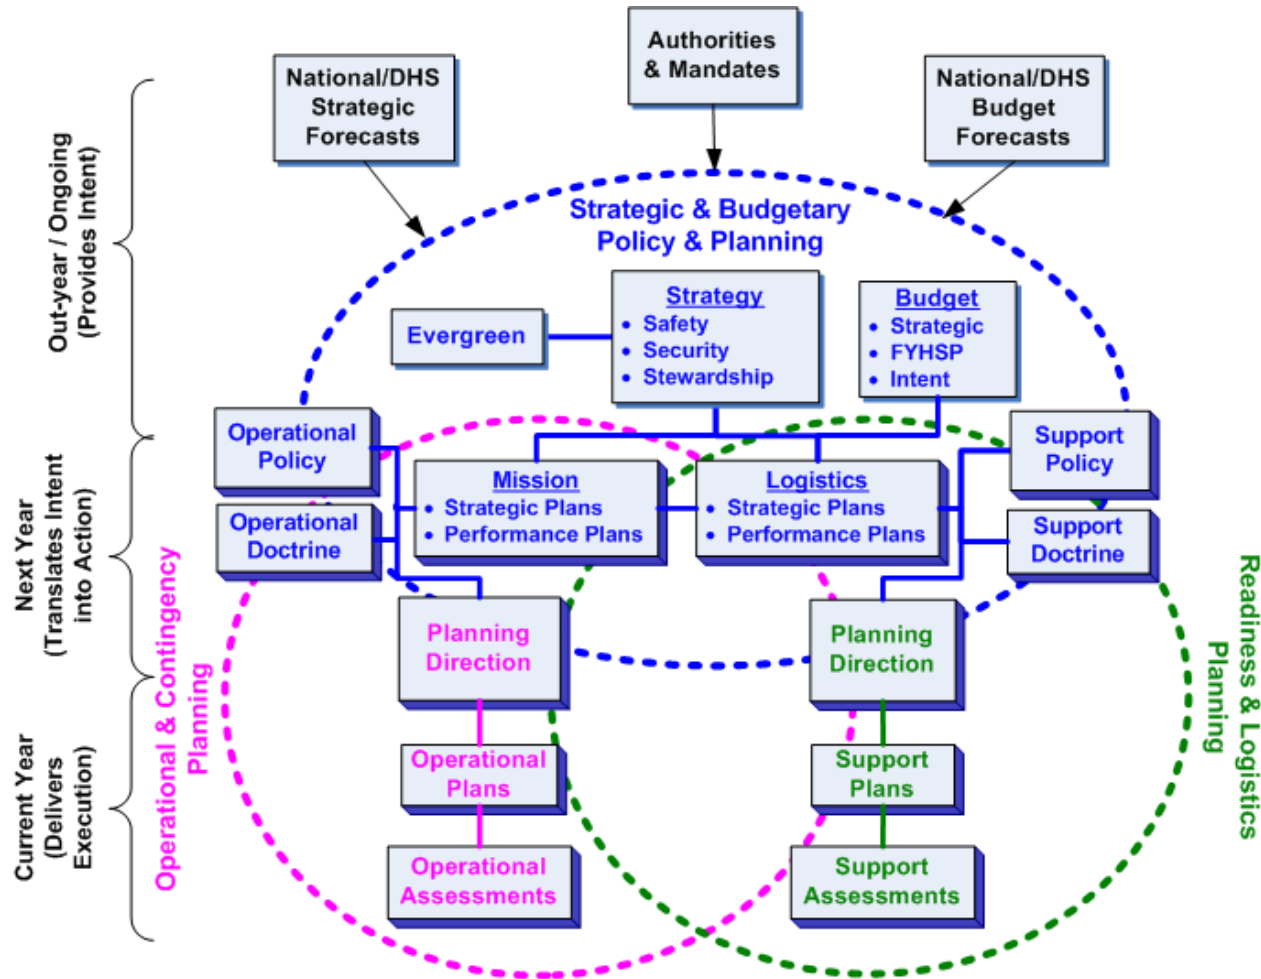 Authorities
& Mandates
National/DHS
Strategic
Forecasts
National/DHS
Budget
Forecasts
Out-year / Ongoing
(Provides Intent)
Strategic & Budgetary
Policy & Planning
Evergreen
Strategy
• Safety
• Security
• Stewardship
Budget
• Strategic
• FYHSP
• Intent
Next Year
(Translates Intent
into Action)
Operational
Policy
Operational
Doctrine
Mission
• Strategic Plans
• Performance Plans
Logistics
• Strategic Plans
• Performance Plans
Support
Policy
Support
Doctrine
Operational & Contingency
Planning
Readiness & Logistics
Planning
Planning
Direction
Planning
Direction
Current Year
(Delivers
Execution)
Operational
Plans
Support
Plans
Operational
Assessments
Support
Assessments